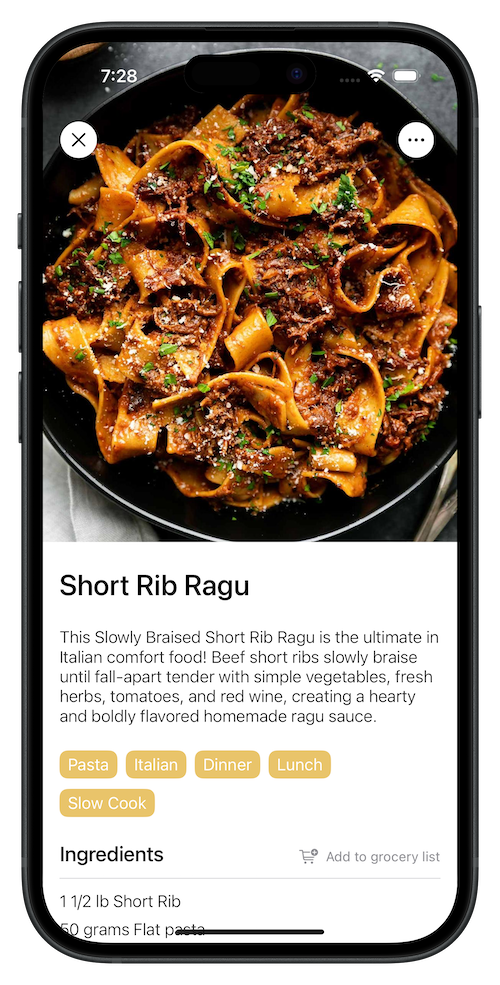 7:28
Short Rib Ragu
This Slowly Braised Short Rib Ragu is the ultimate in
Italian comfort food! Beef short ribs slowly braise
until fall-apart tender with simple vegetables, fresh
herbs, tomatoes, and red wine, creating a hearty
and boldly flavored homemade ragu sauce.
Pasta Italian Dinner Lunch
Slow Cook
Ingredients Add to grocery list
1 1/2 lb Short Rib
50 grams Flat pasta